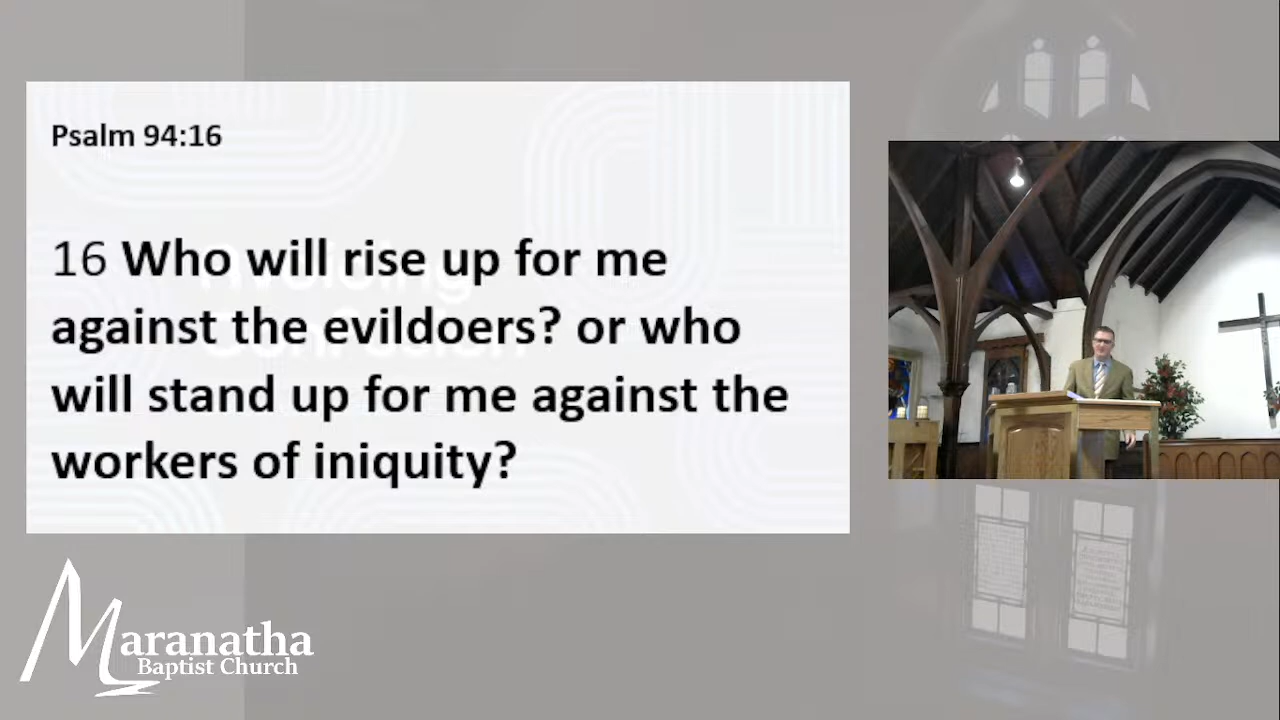 Psalm 94:16
16 Who will rise up for me
against the evildoers? or who
will stand up for me against the
workers of iniquity?
Maranatha
Baptist Church